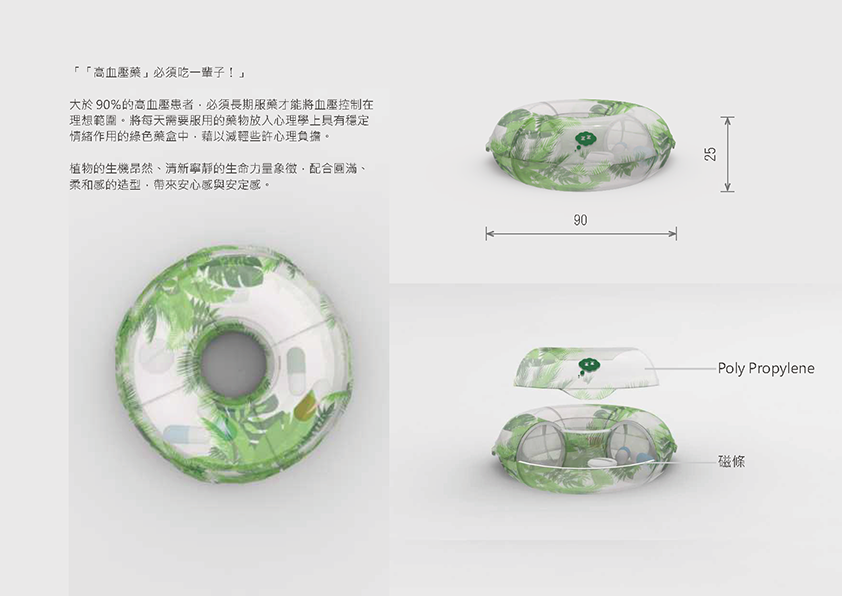 「「高血壓藥」必須吃一輩子！」
大於 90%的高血壓患者，必須長期服藥才能將血壓控制在
理想範圍。將每天需要服用的藥物放入心理學上具有穩定
情緒作用的綠色藥盒中，藉以減輕些許心理負擔。
植物的生機昂然、清新寧靜的生命力量象徵，配合圓滿、
柔和感的造型，帶來安心感與安定感。
25
90
Poly Propylene
磁條